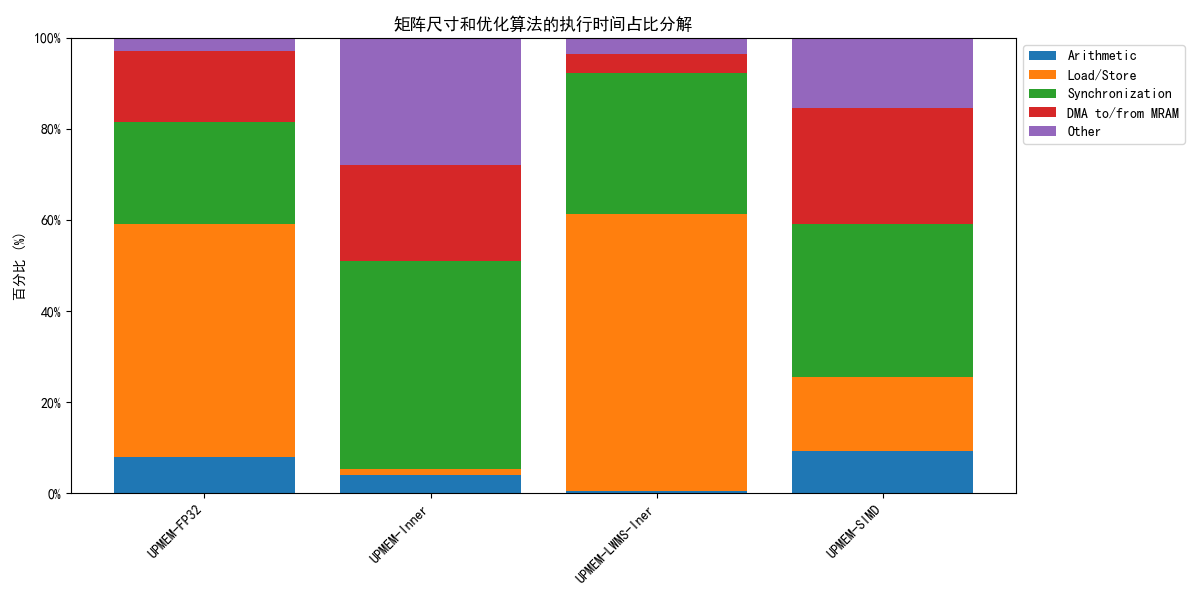 矩阵尺寸和优化算法的执行时间占比分解
100%
80%
60%
40%
20%
0%
百分比 (%)
UPMEM-FP32
UPMEM-Inner
UPMEM-LWMS-Iner
UPMEM-SIMD
Arithmetic
Load/Store
Synchronization
DMA to/from MRAM
Other